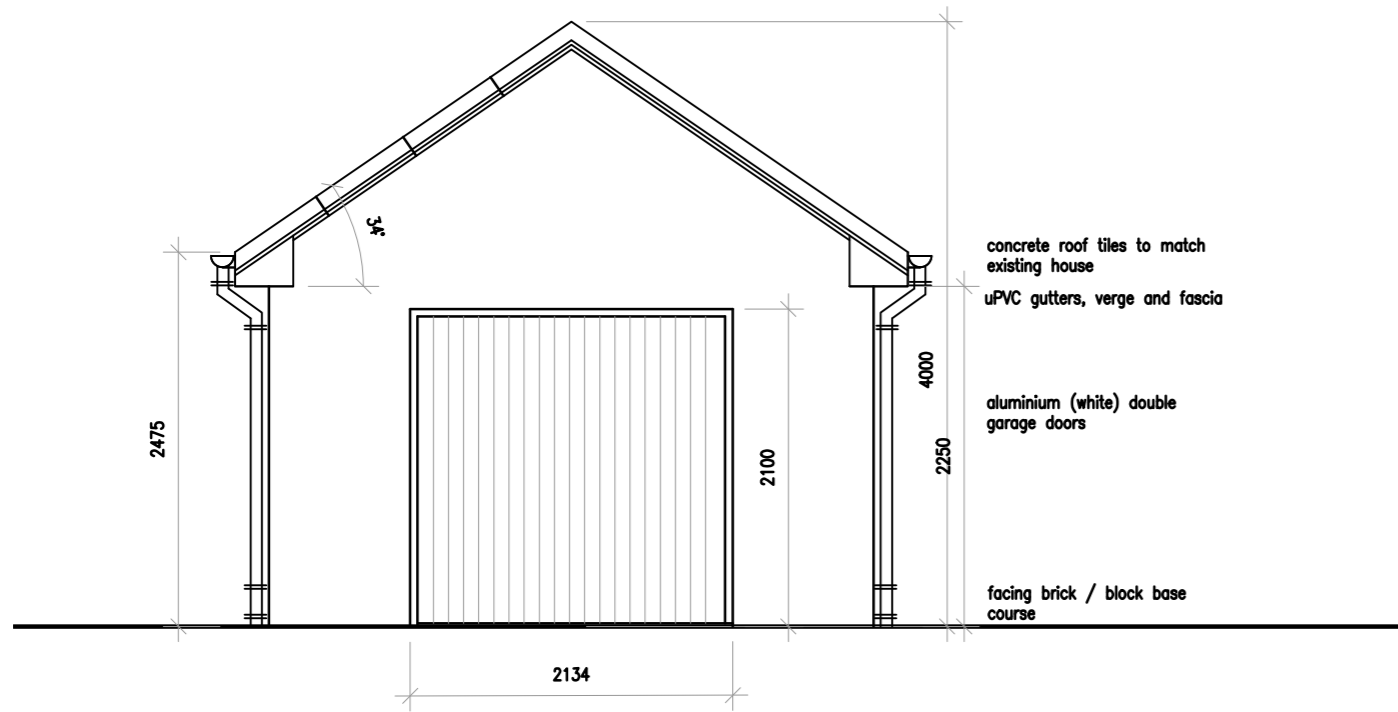 34°
concrete roof tiles to match
existing house
uPVC gutters, verge and fascia
4000
aluminium (white) double
garage doors
2475
2250
2100
facing brick / block base
course
2134